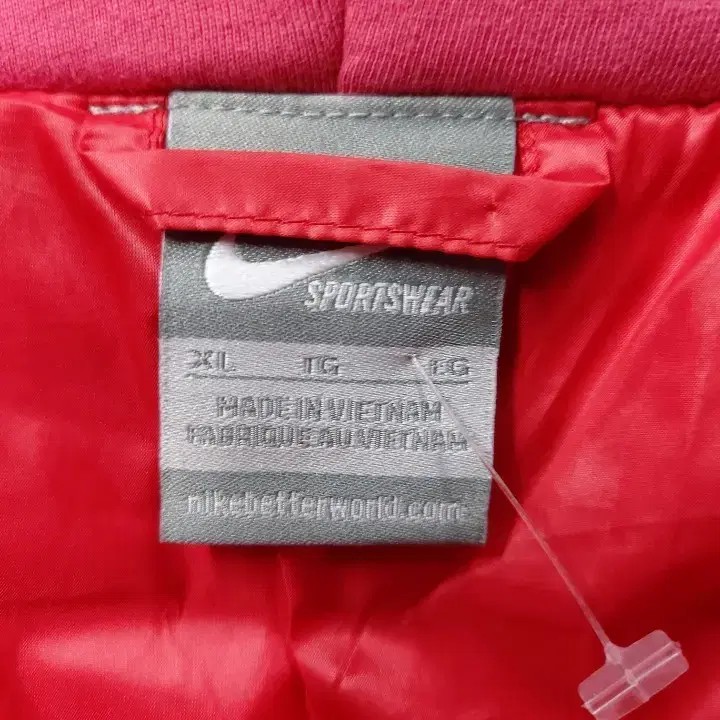 SPORTSWEAR
XL TG EG
MADE IN VIETNAM
FABRIQUE AU VIETNAM
nikebetterworld.com